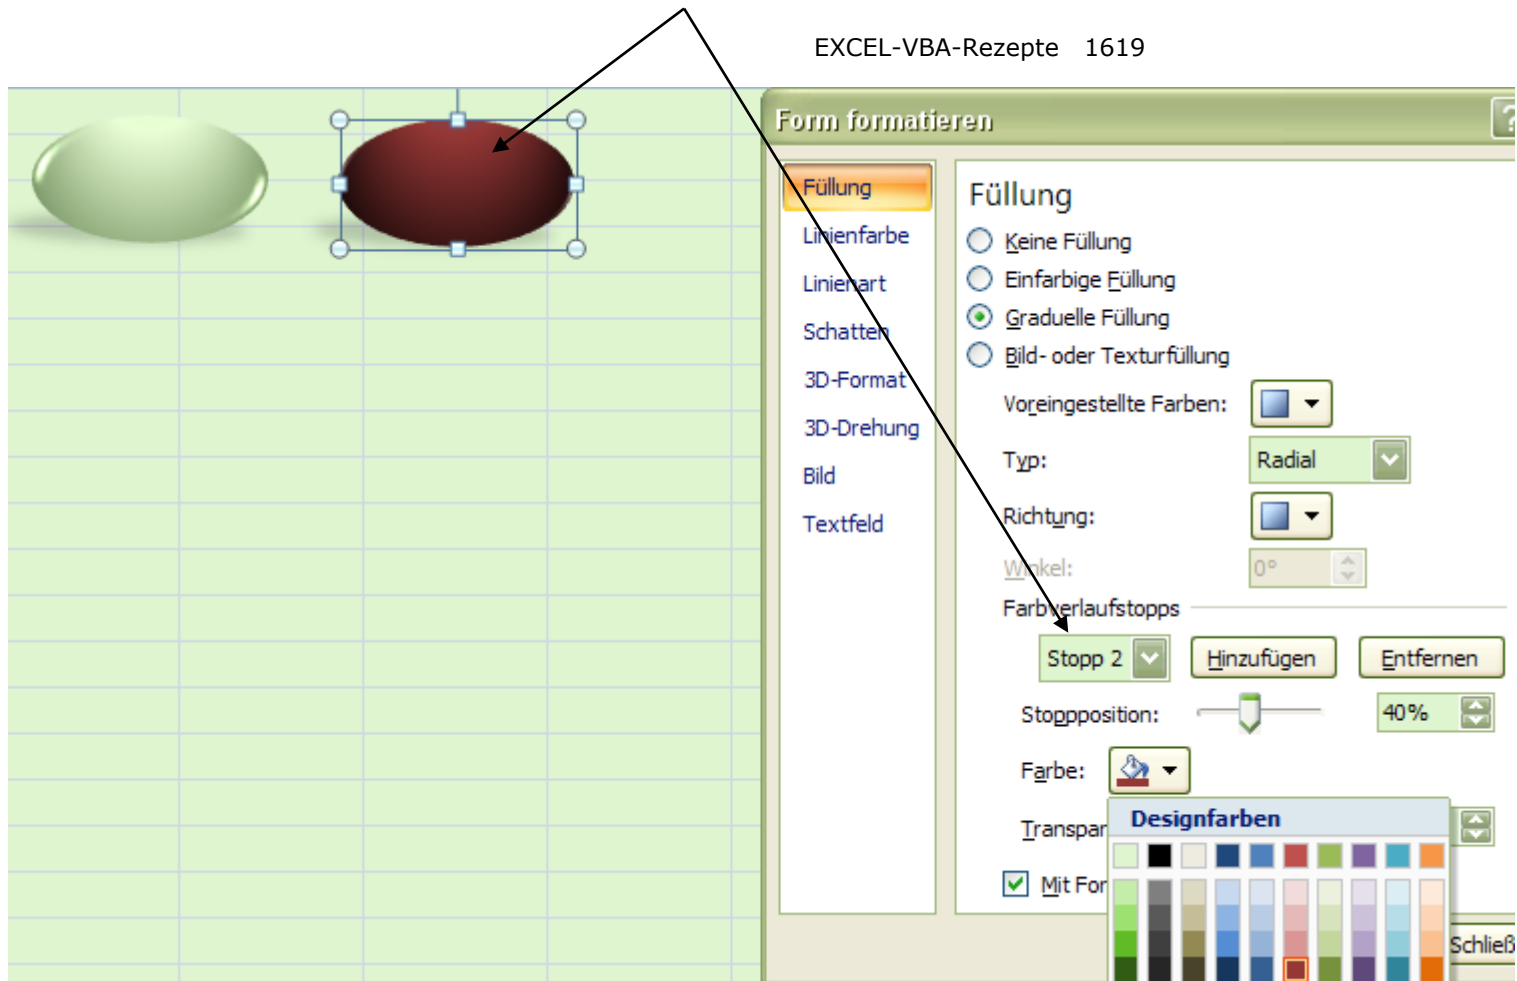 EXCEL-VBA-Rezepte 1619
Form formatieren
?
Füllung
Linienfarbe
Linienart
Schatten
3D-Format
3D-Drehung
Bild
Textfeld
Füllung
Keine Füllung
Einfarbige Füllung
Graduelle Füllung
Bild- oder Texturfüllung
Voreingestellte Farben:
Typ: Radial
Richtung:
Winkel: 0°
Farbverlaufstopps
Stopp 2 Hinzufügen Entfernen
Stoppposition: 40%
Farbe:
Designfarben
Transpar
Mit For
Schließ